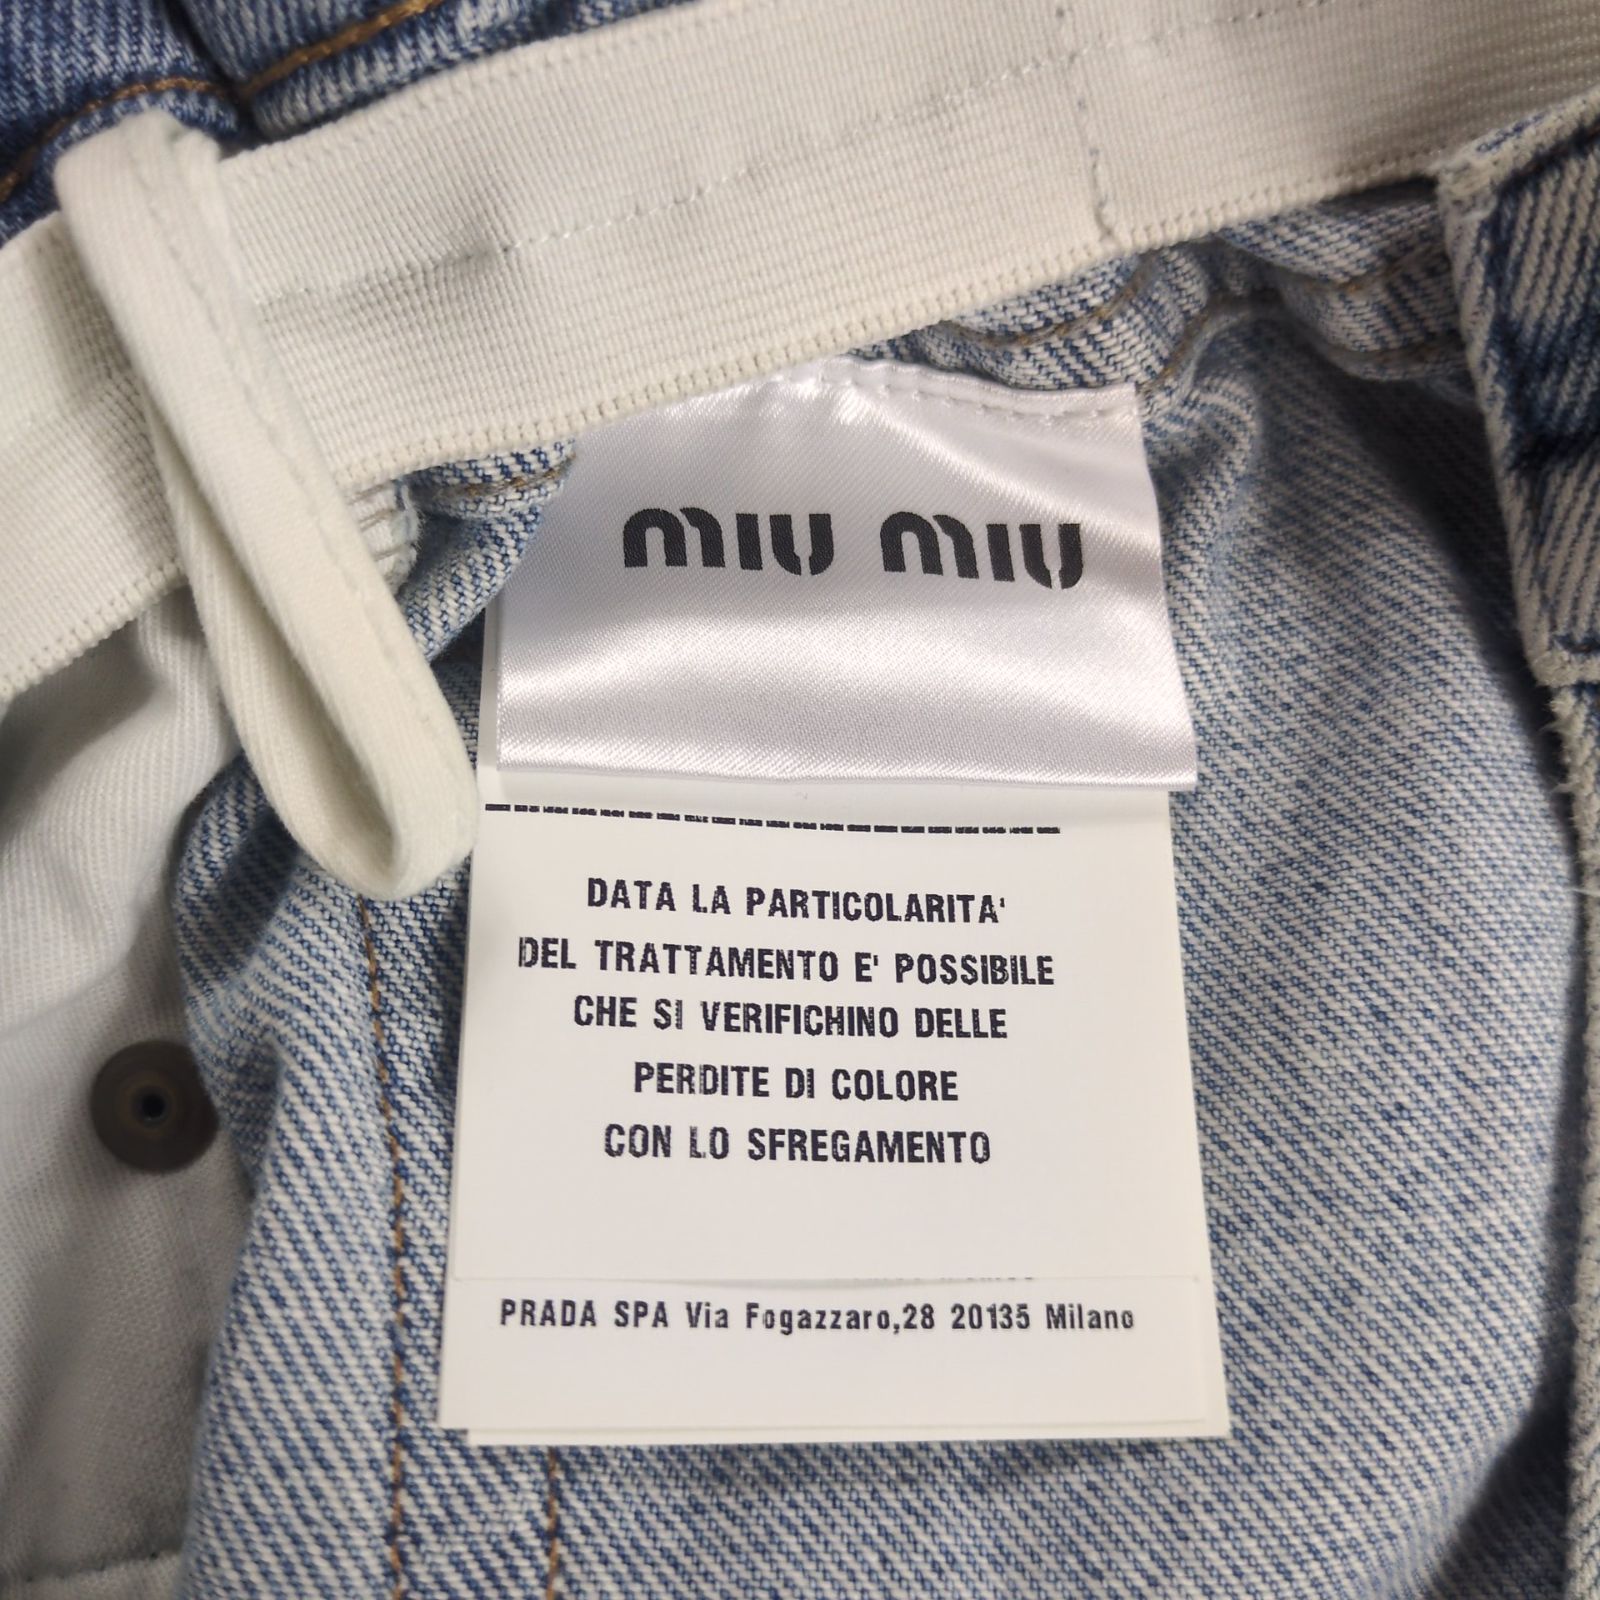 MIU MIU
DATA LA PARTICOLARITA'
DEL TRATTAMENTO E' POSSIBILE
CHE SI VERIFICHINO DELLE
PERDITE DI COLORE
CON LO SFREGAMENTO
PRADA SPA Via Fogazzaro,28 20135 Milano